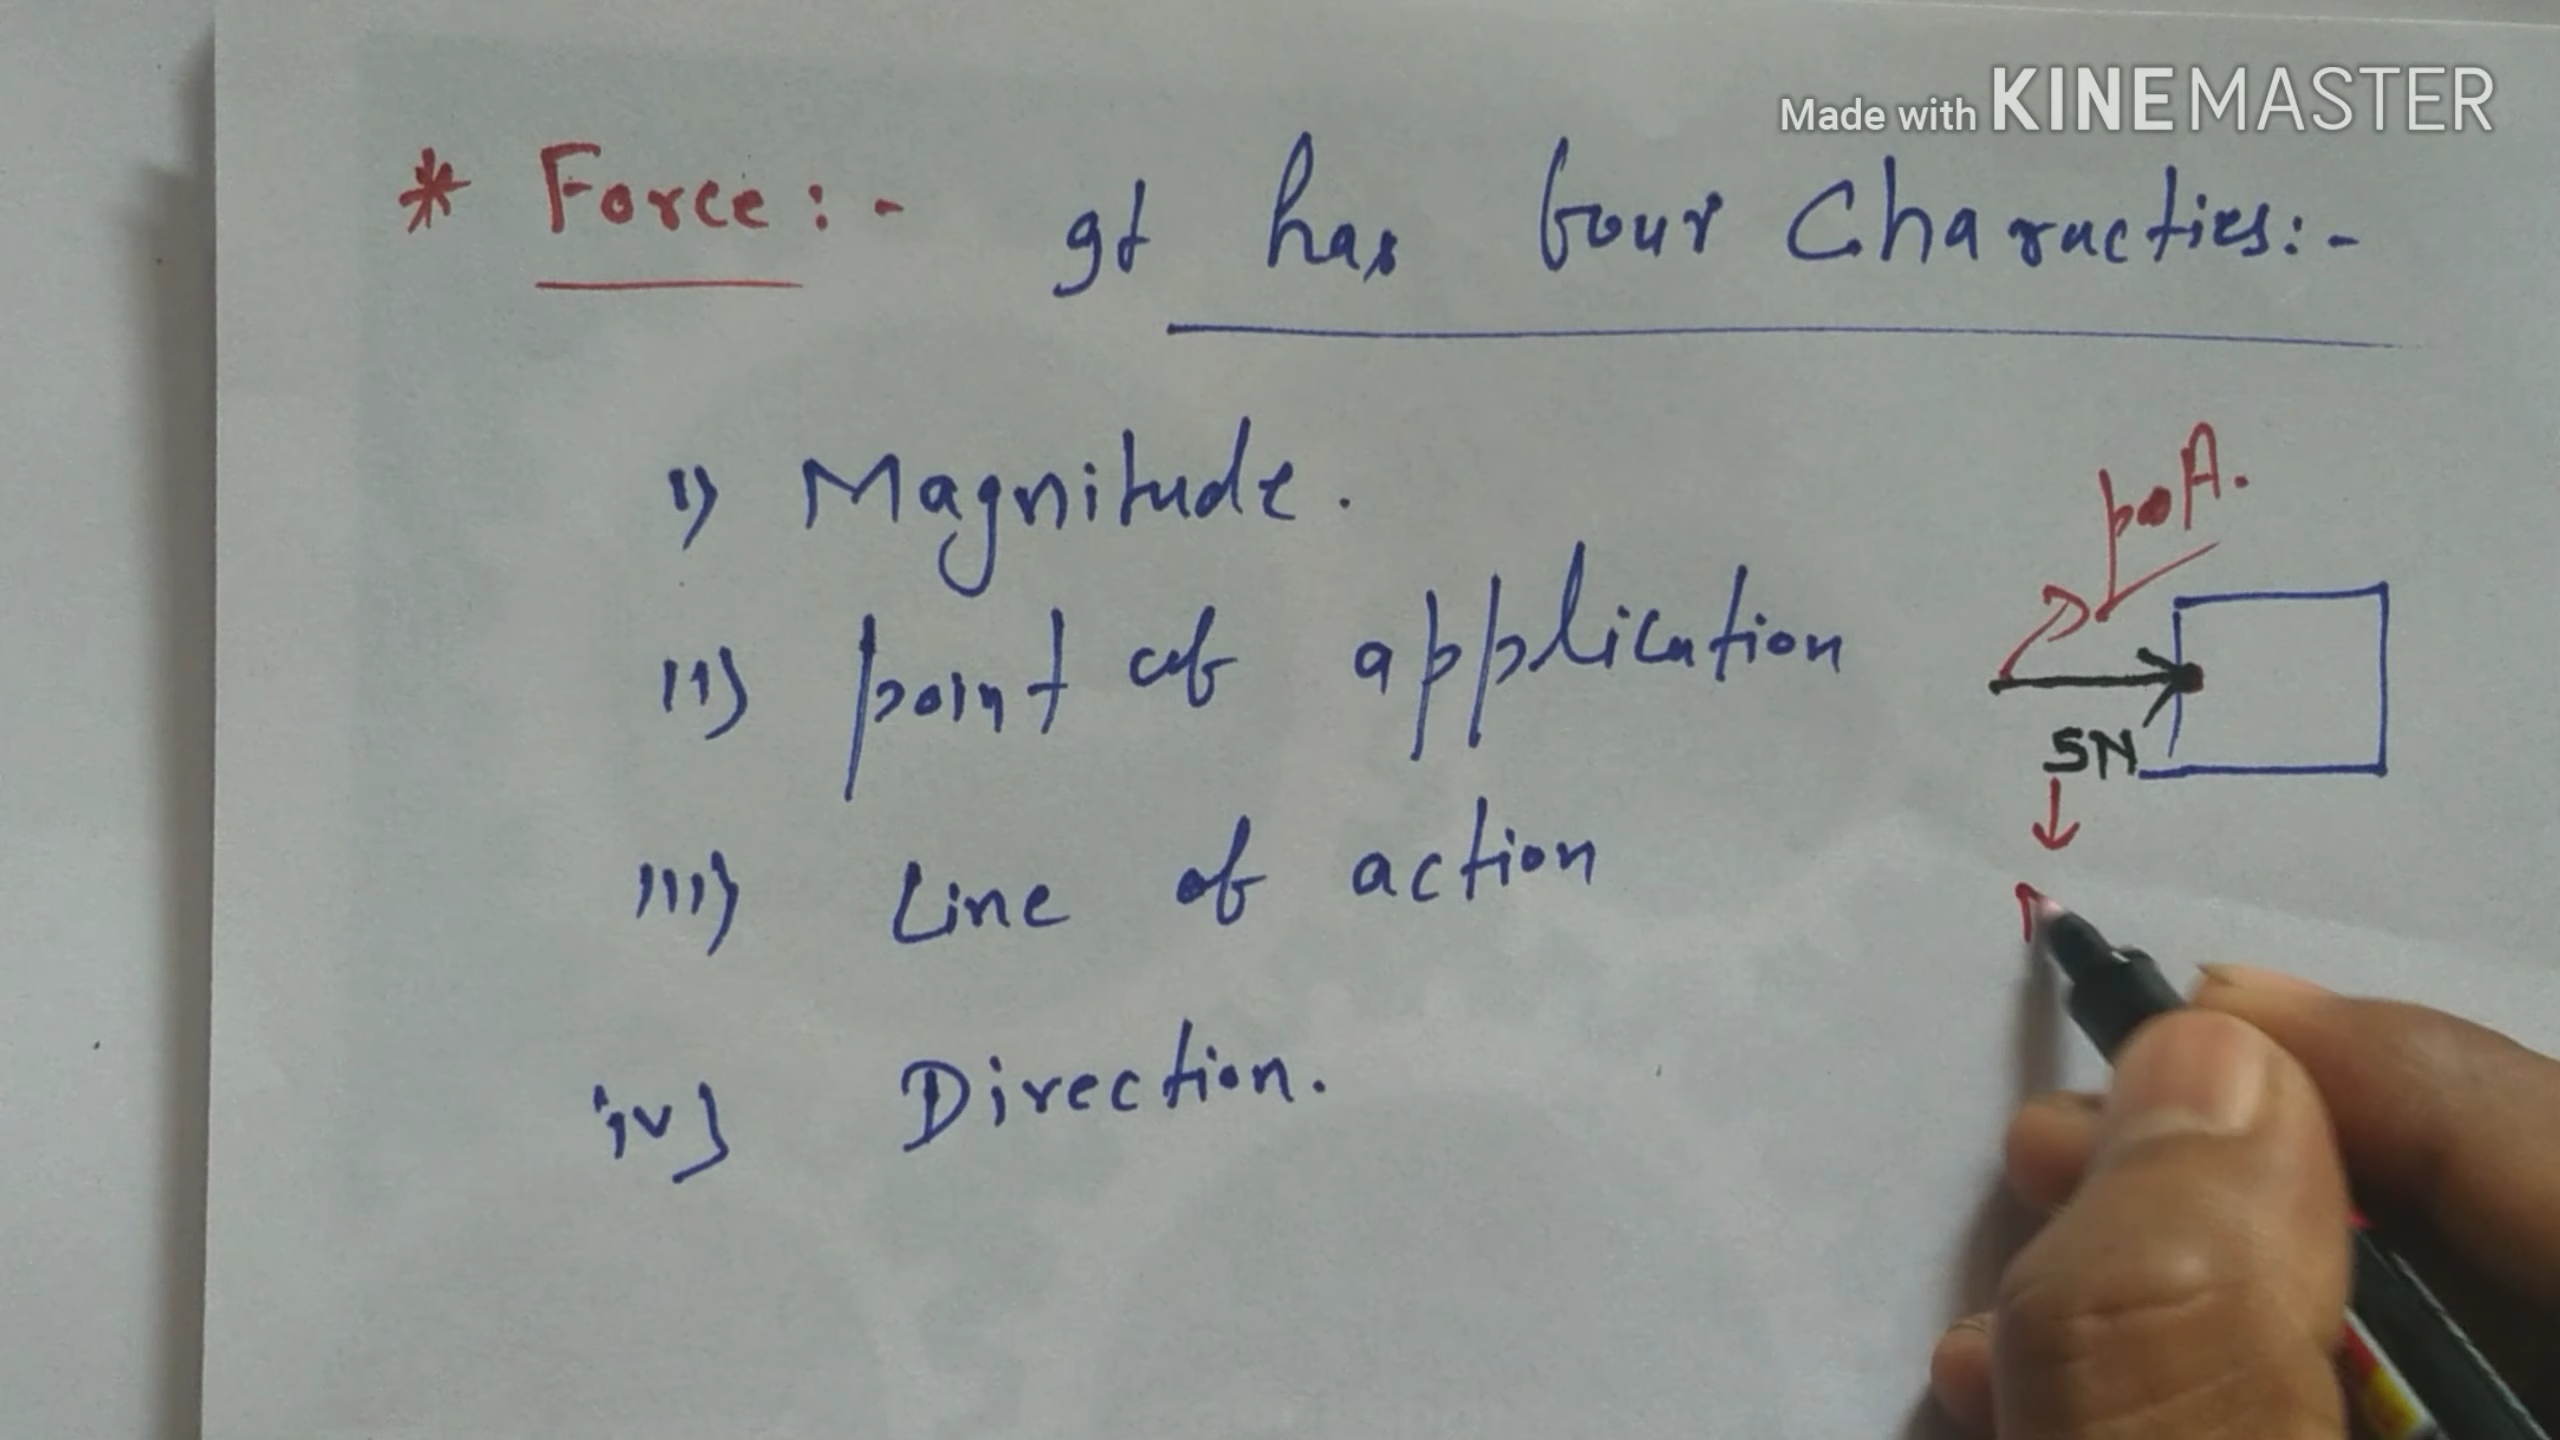 Made with KINEMASTER
* Force :- It has four Characties:-
i) Magnitude.
ii) point of application
iii) Line of action
iv) Direction.
poA.
5N